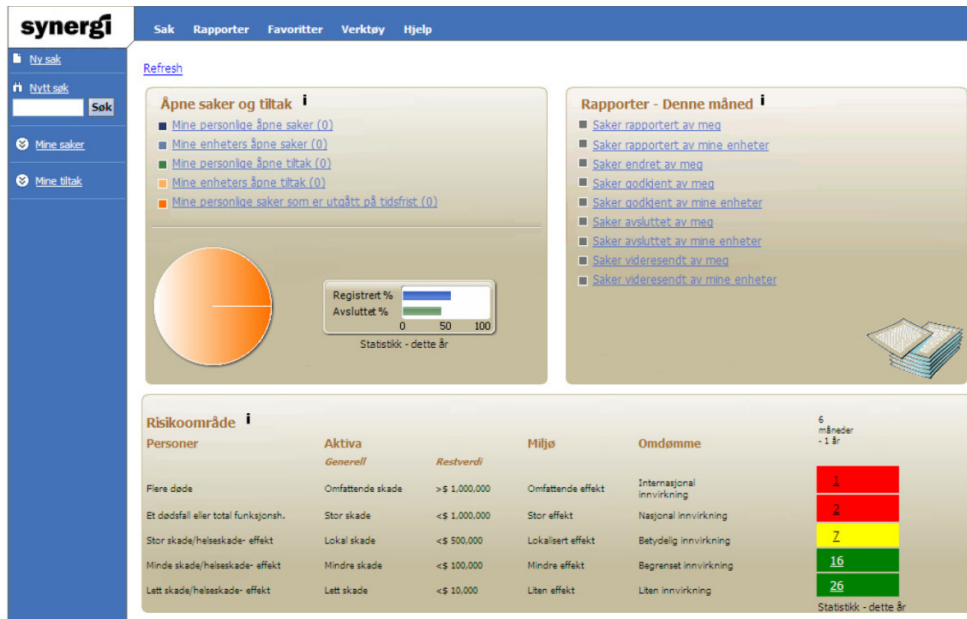 synergi
Sak Rapporter Favoritter Verktøy Hjelp
Ny sak
Nytt søk
Søk
Mine saker
Mine tiltak
Refresh
Åpne saker og tiltak i
Mine personlige åpne saker (0)
Mine enheters åpne saker (0)
Mine personlige åpne tiltak (0)
Mine enheters åpne tiltak (0)
Mine personlige saker som er utgått på tidsfrist (0)
Registrert %
Avsluttet %
0 50 100
Statistikk - dette år
Rapporter - Denne måned i
Saker rapportert av meg
Saker rapportert av mine enheter
Saker endret av meg
Saker godkjent av meg
Saker godkjent av mine enheter
Saker avsluttet av meg
Saker avsluttet av mine enheter
Saker videresendt av meg
Saker videresendt av mine enheter
Risikoområde i
6
måneder
- 1 år
Personer Aktiva Miljø Omdømme
Generell Restverdi
Flere døde Omfattende skade >$ 1,000,000 Omfattende effekt Internasjonal innvirkning 1
Et dødsfall eller total funksjonsh. Stor skade <$ 1,000,000 Stor effekt Nasjonal innvirkning 2
Stor skade/helseskade- effekt Lokal skade <$ 500,000 Lokalisert effekt Betydelig innvirkning 7
Minde skade/helseskade- effekt Mindre skade <$ 100,000 Mindre effekt Begrenset innvirkning 16
Lett skade/helseskade- effekt Lett skade <$ 10,000 Liten effekt Liten innvirkning 26
Statistikk - dette år